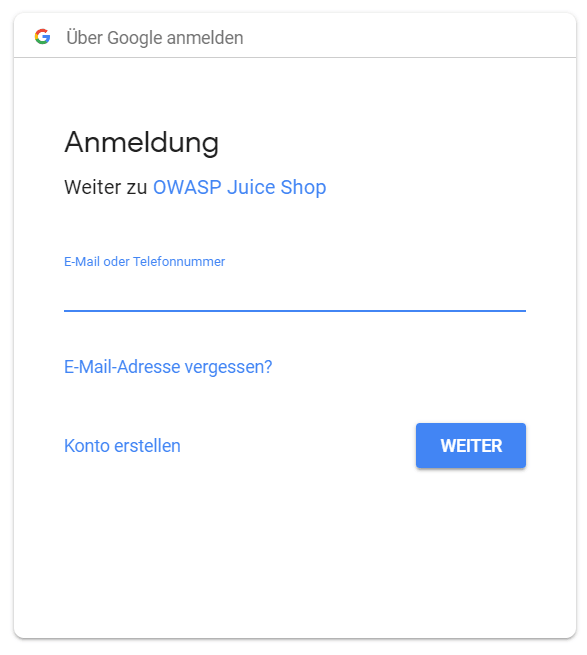 Über Google anmelden
Anmeldung
Weiter zu OWASP Juice Shop
E-Mail oder Telefonnummer
E-Mail-Adresse vergessen?
Konto erstellen
WEITER